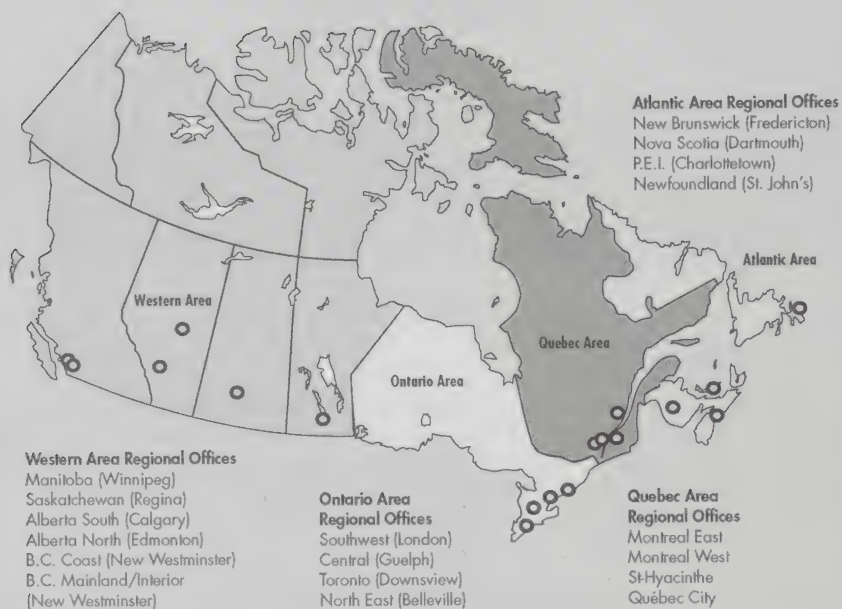 Atlantic Area Regional Offices
New Brunswick (Fredericton)
Nova Scotia (Dartmouth)
P.E.I. (Charlottetown)
Newfoundland (St. John's)
Atlantic Area
Western Area
Quebec Area
Ontario Area
Western Area Regional Offices
Manitoba (Winnipeg)
Saskatchewan (Regina)
Alberta South (Calgary)
Alberta North (Edmonton)
B.C. Coast (New Westminster)
B.C. Mainland/Interior
(New Westminster)
Ontario Area
Regional Offices
Southwest (London)
Central (Guelph)
Toronto (Downsview)
North East (Belleville)
Quebec Area
Regional Offices
Montreal East
Montreal West
St-Hyacinthe
Québec City